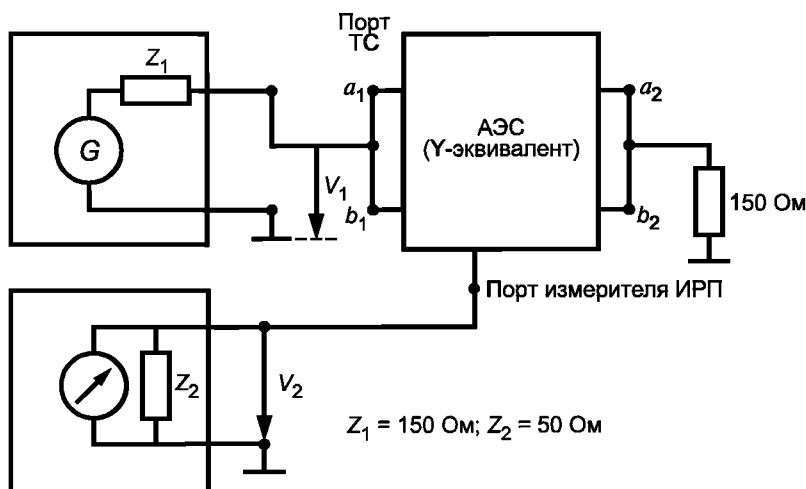 Порт
ТС
Z1
G
V1
a1
b1
АЭС
(Y-эквивалент)
a2
b2
150 Ом
Порт измерителя ИРП
Z2
V2
Z1 = 150 Ом; Z2 = 50 Ом